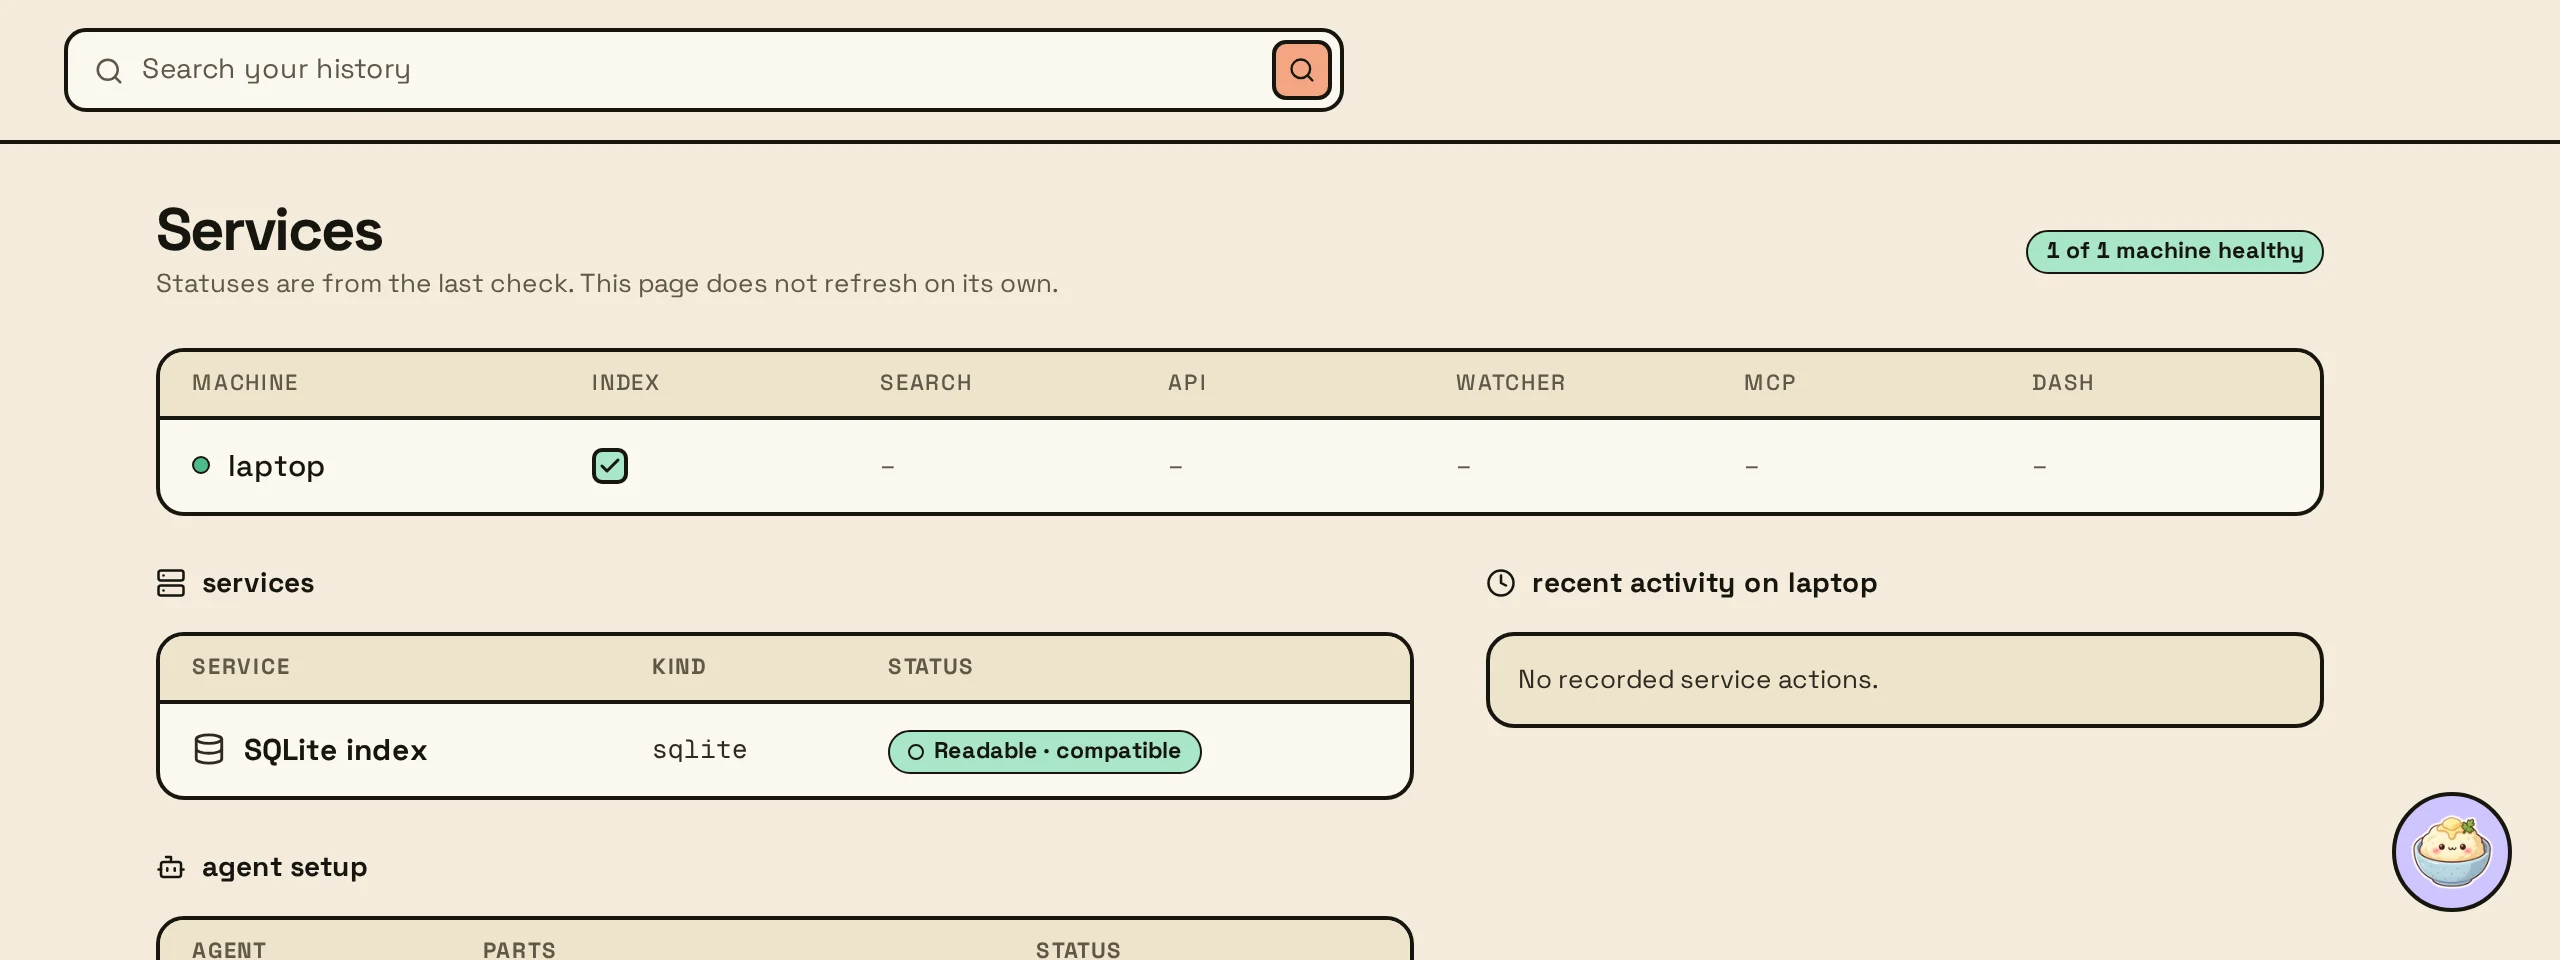 Search your history
Services
Statuses are from the last check. This page does not refresh on its own.
1 of 1 machine healthy
MACHINE INDEX SEARCH API WATCHER MCP DASH
laptop – – – – –
services
SERVICE KIND STATUS
SQLite index sqlite Readable · compatible
recent activity on laptop
No recorded service actions.
agent setup
AGENT PARTS STATUS